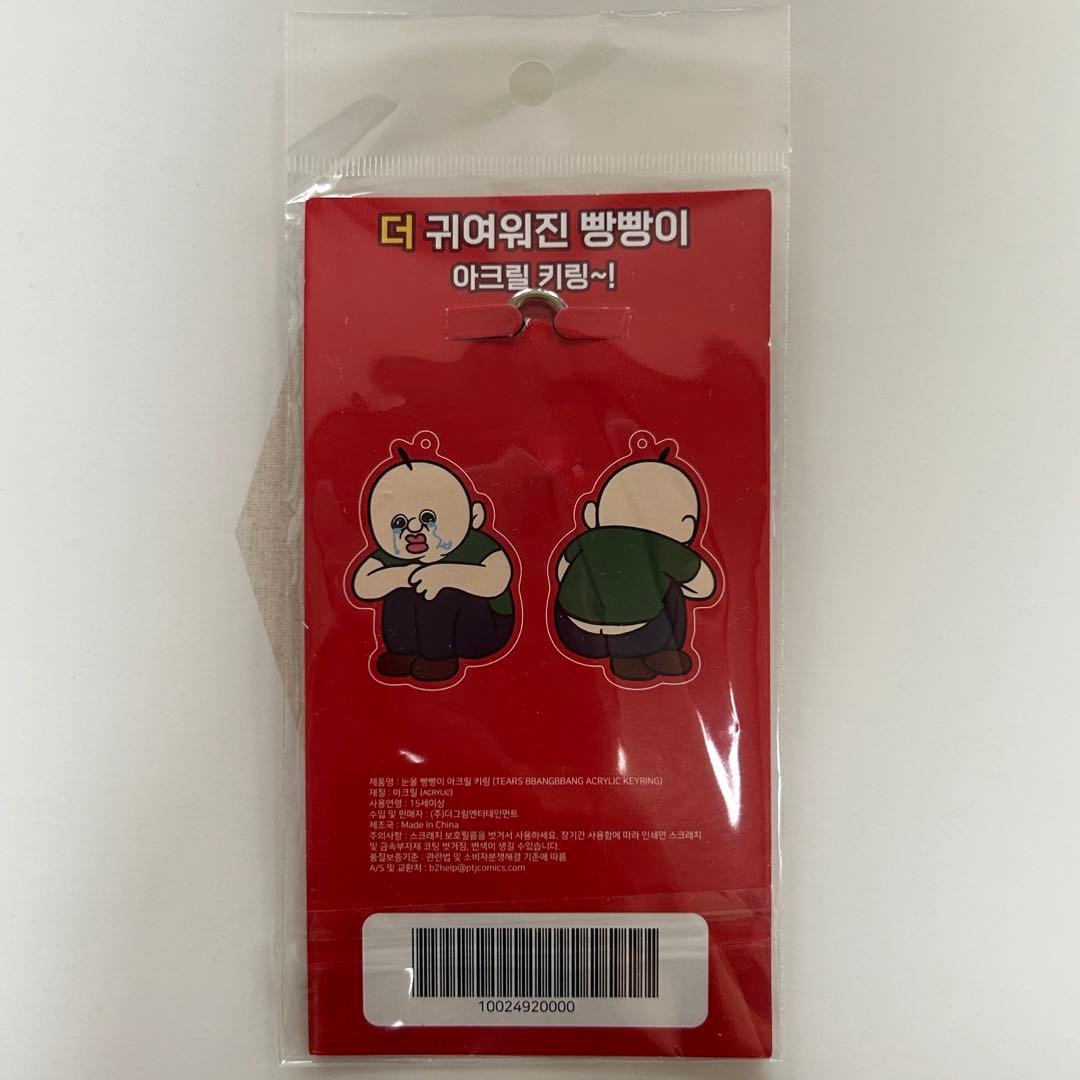 더 귀여워진 빵빵이
아크릴 키링~!
제품명 : 눈물 빵빵이 아크릴 키링 (TEARS BBANGBBANG ACRYLIC KEYRING)
재질 : 아크릴 (ACRYLIC)
사용연령 : 15세이상
수입 및 판매자 : (주)더그림엔터테인먼트
제조국 : Made In China
주의사항 : 스크래치 보호필름을 벗겨서 사용하세요. 장기간 사용함에 따라 인쇄면 스크래치
및 금속부자재 코팅 벗겨짐, 변색이 생길 수있습니다.
품질보증기준 : 관련법 및 소비자분쟁해결 기준에 따름
A/S 및 교환처 : b2help@ptjcomics.com
10024920000